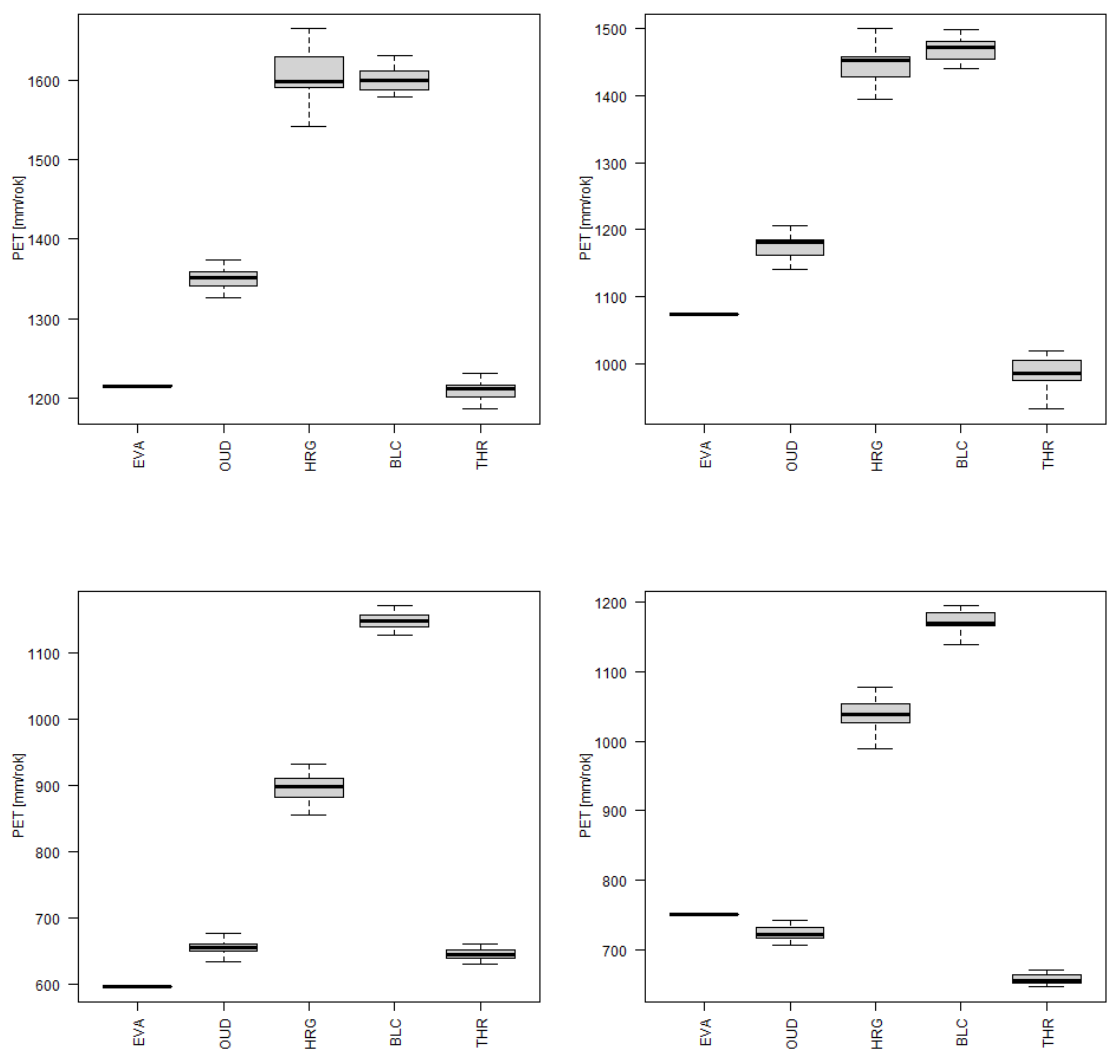 PET [mm/rok]
1600
1500
1400
1300
1200
EVA
OUD
HRG
BLC
THR
PET [mm/rok]
1500
1400
1300
1200
1100
1000
EVA
OUD
HRG
BLC
THR
PET [mm/rok]
1100
1000
900
800
700
600
EVA
OUD
HRG
BLC
THR
PET [mm/rok]
1200
1100
1000
900
800
700
EVA
OUD
HRG
BLC
THR